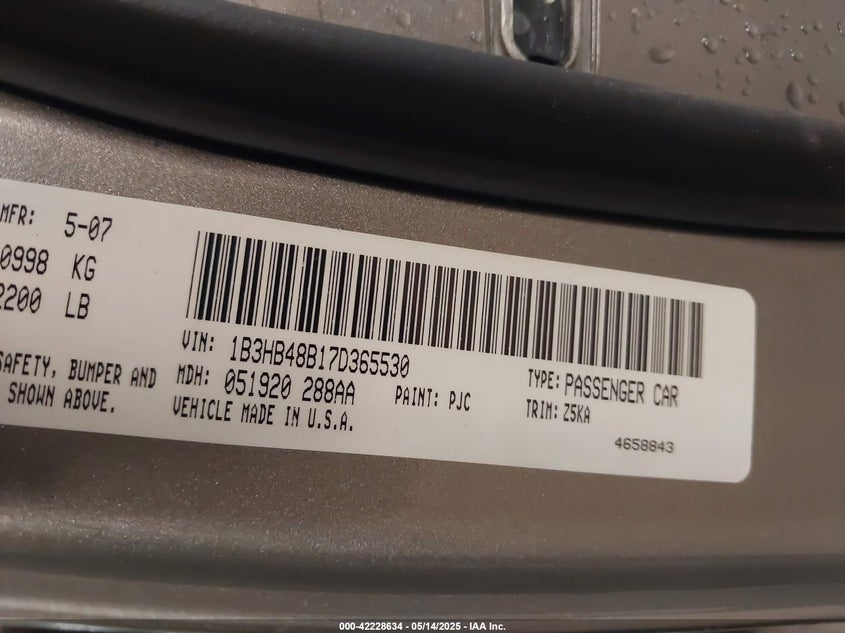 MFR: 5-07
0998 KG
2200 LB
SAFETY, BUMPER AND
SHOWN ABOVE.
VIN: 1B3HB48B17D365530
MDH: 051920 288AA PAINT: PJC
VEHICLE MADE IN U.S.A.
TYPE: PASSENGER CAR
TRIM: Z5KA
4658843
000-42228634 - 05/14/2025 - IAA Inc.